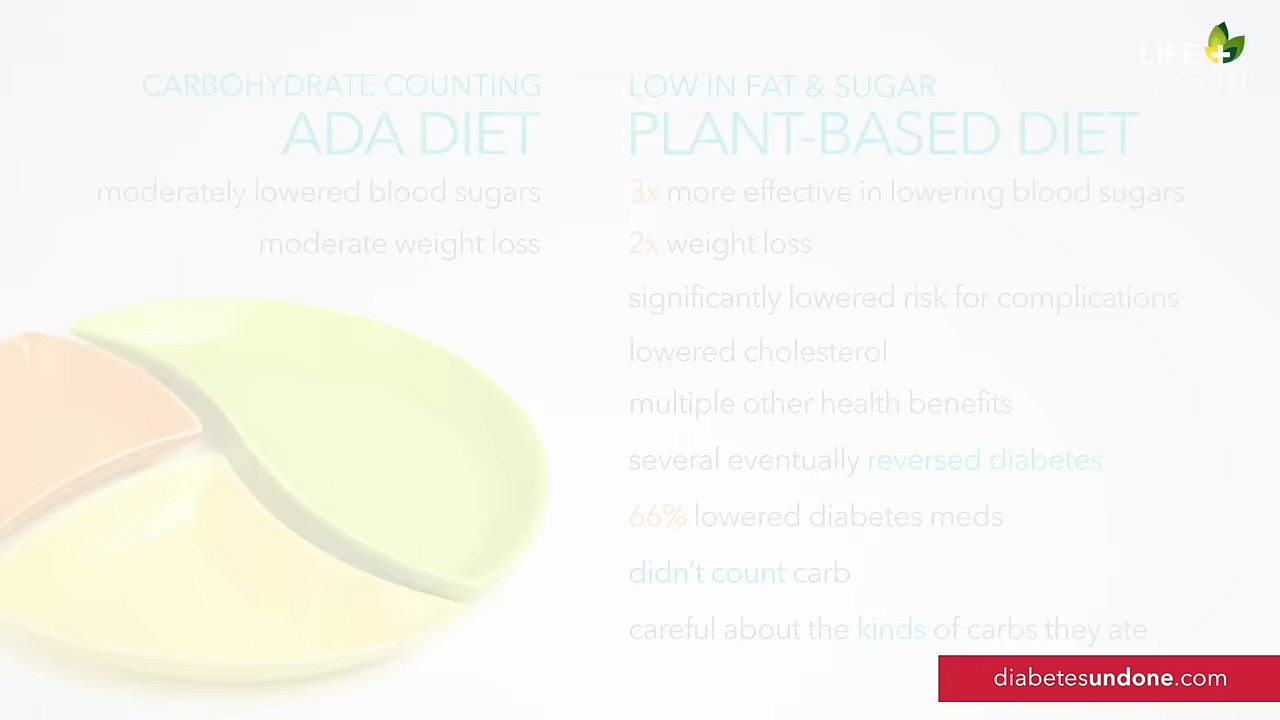 LIFE
HEALTH
CARBOHYDRATE COUNTING
ADA DIET
moderately lowered blood sugars
moderate weight loss
LOW IN FAT & SUGAR
PLANT-BASED DIET
3x more effective in lowering blood sugars
2x weight loss
significantly lowered risk for complications
lowered cholesterol
multiple other health benefits
several eventually reversed diabetes
66% lowered diabetes meds
didn't count carb
careful about the kinds of carbs they ate
diabetesundone.com